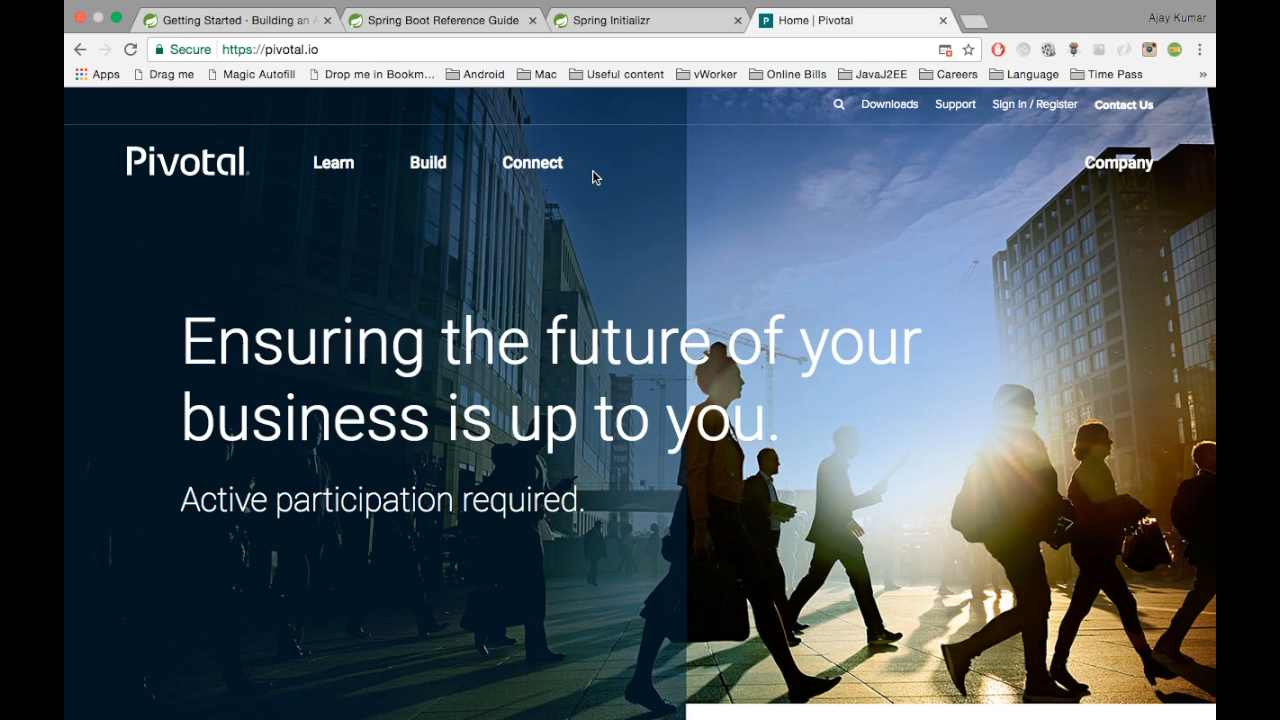 Getting Started · Building an
Spring Boot Reference Guide
Spring Initializr
Home | Pivotal
Ajay Kumar
Secure
https://pivotal.io
Apps
Drag me
Magic Autofill
Drop me in Bookm...
Android
Mac
Useful content
vWorker
Online Bills
JavaJ2EE
Careers
Language
Time Pass
»
Downloads
Support
Sign In / Register
Contact Us
Pivotal
Learn
Build
Connect
Company
Ensuring the future of your
business is up to you.
Active participation required.